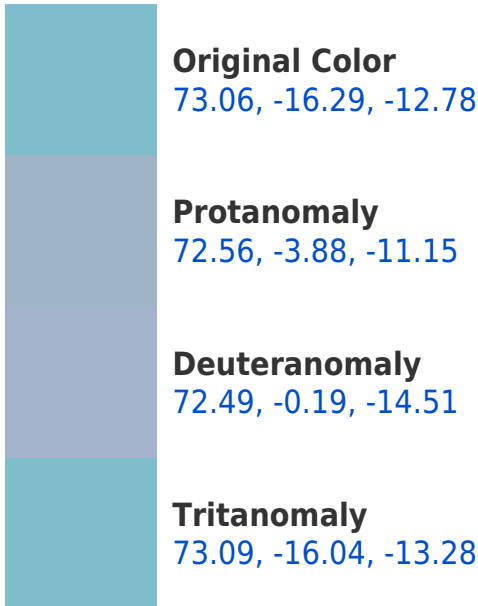 Original Color
73.06, -16.29, -12.78
Protanomaly
72.56, -3.88, -11.15
Deuteranomaly
72.49, -0.19, -14.51
Tritanomaly
73.09, -16.04, -13.28